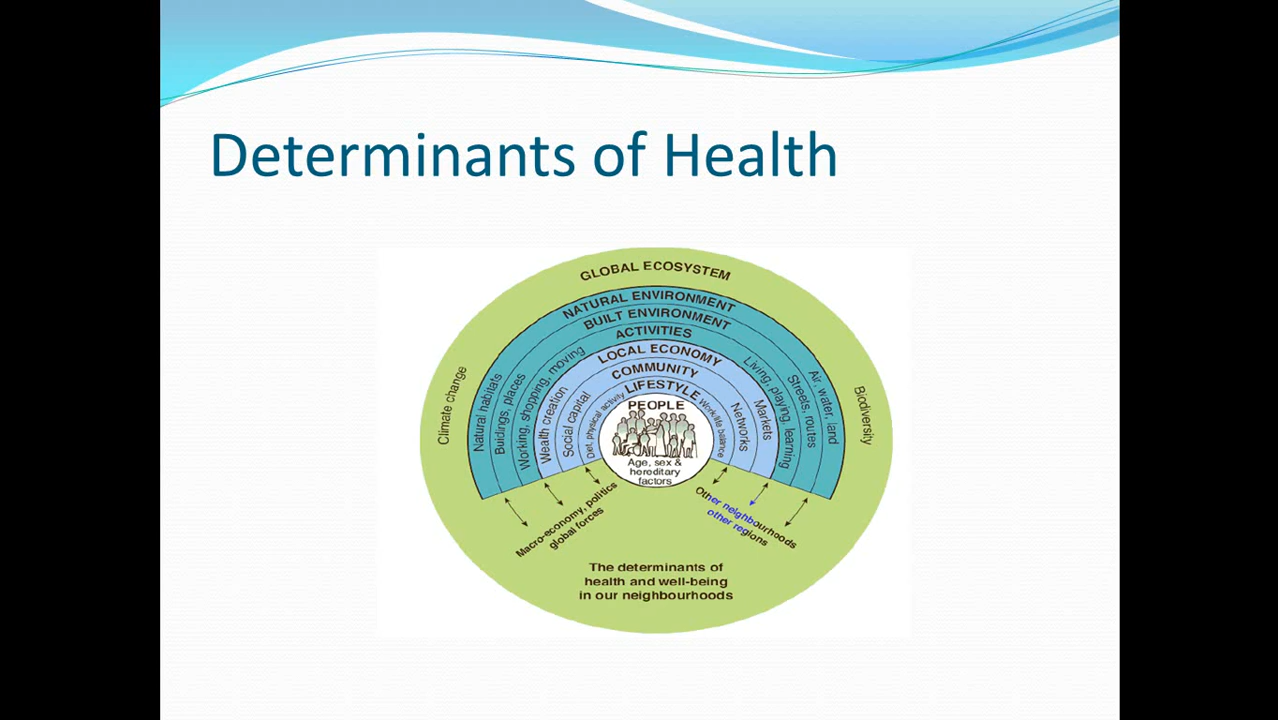 Determinants of Health
GLOBAL ECOSYSTEM
NATURAL ENVIRONMENT
BUILT ENVIRONMENT
ACTIVITIES
LOCAL ECONOMY
COMMUNITY
LIFESTYLE
PEOPLE
Age, sex &
hereditary
factors
Climate change
Natural habitats
Buidings, places
Working, shopping, moving
Wealth creation
Social capital
Diet, physical activity
Work/life balance
Networks
Markets
Living, playing, learning
Streets, routes
Air, water, land
Biodiversity
Macro-economy, politics
global forces
Other neighbourhoods
other regions
The determinants of
health and well-being
in our neighbourhoods